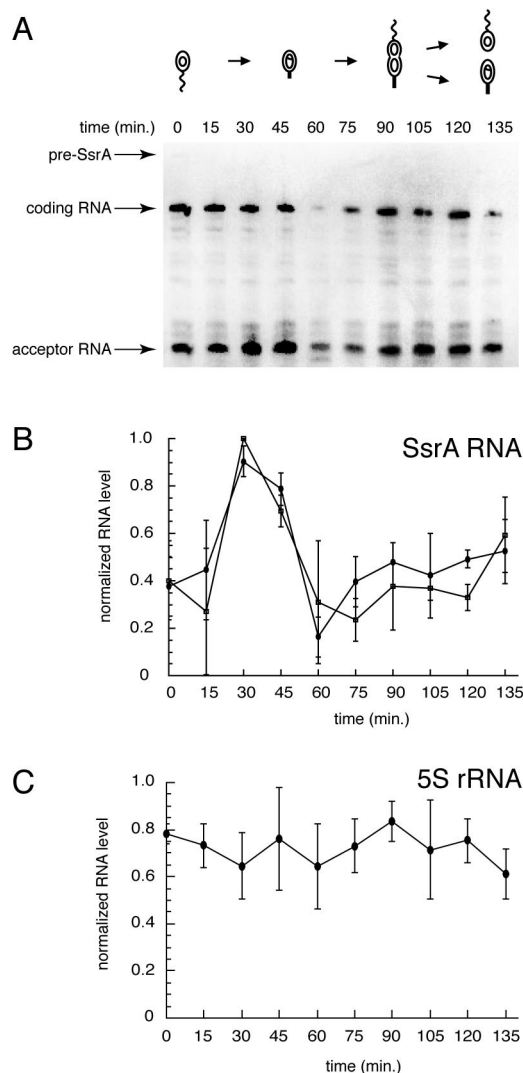 A
time (min.) 0 15 30 45 60 75 90 105 120 135
pre-SsrA
coding RNA
acceptor RNA
B
SsrA RNA
normalized RNA level
1.0
0.8
0.6
0.4
0.2
0
0 15 30 45 60 75 90 105 120 135
time (min.)
C
5S rRNA
normalized RNA level
1.0
0.8
0.6
0.4
0.2
0
0 15 30 45 60 75 90 105 120 135
time (min.)